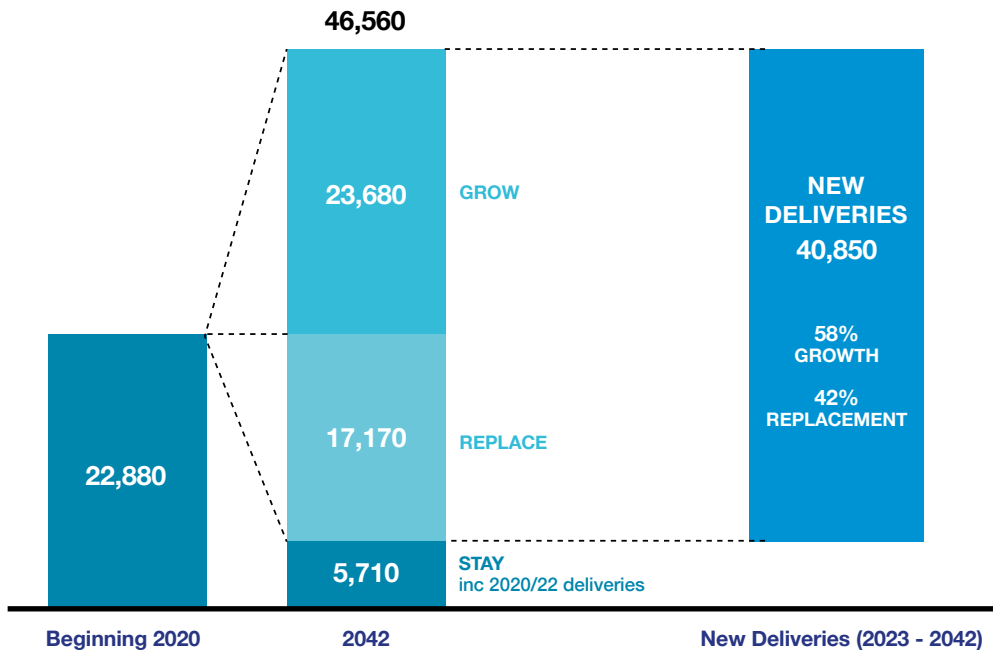 46,560
23,680
GROW
NEW
DELIVERIES
40,850
58%
GROWTH
42%
REPLACEMENT
17,170
REPLACE
22,880
5,710
STAY
inc 2020/22 deliveries
Beginning 2020
2042
New Deliveries (2023 - 2042)